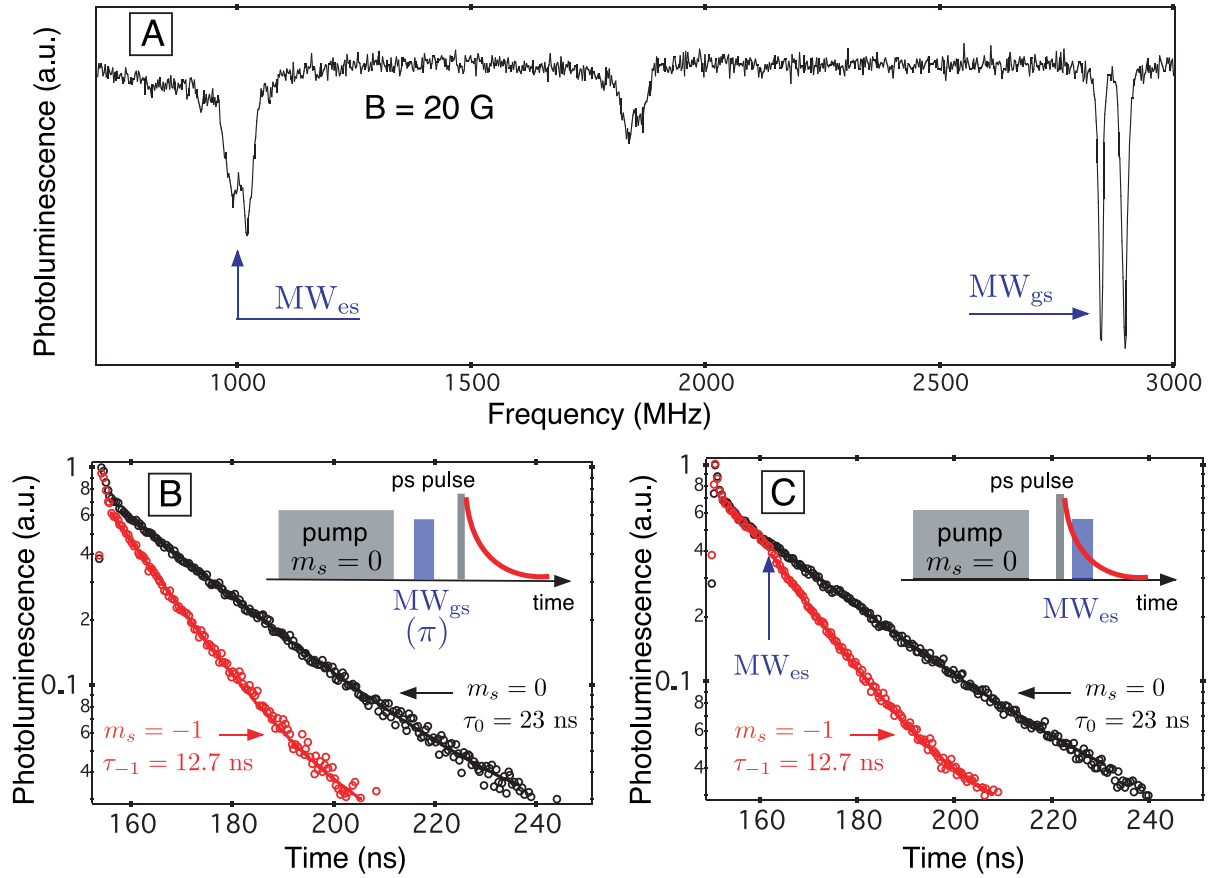 A
B = 20 G
MWes
MWgs
Photoluminescence (a.u.)
1000
1500
2000
2500
3000
Frequency (MHz)
B
ps pulse
pump
mₛ = 0
time
MWgs
(π)
mₛ = 0
τ₀ = 23 ns
mₛ = −1
τ₋₁ = 12.7 ns
Photoluminescence (a.u.)
1
8
6
4
2
0.1
8
6
4
160
180
200
220
240
Time (ns)
C
ps pulse
pump
mₛ = 0
time
MWes
MWes
mₛ = 0
τ₀ = 23 ns
mₛ = −1
τ₋₁ = 12.7 ns
Photoluminescence (a.u.)
1
8
6
4
2
0.1
8
6
4
160
180
200
220
240
Time (ns)